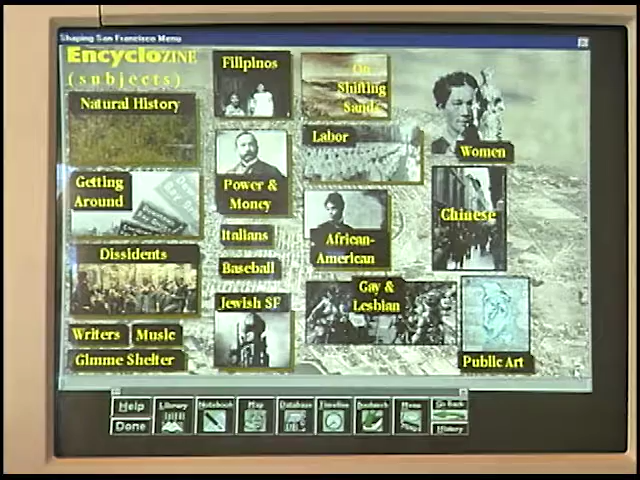 Shaping San Francisco Menu
EncycloZINE
(subjects)
Natural History
Filipinos
On
Shifting
Sands
Women
Labor
Getting
Around
Power &
Money
Chinese
African-
American
Italians
Dissidents
Baseball
Gay &
Lesbian
Jewish SF
Writers
Music
Gimme Shelter
Public Art
Help
Done
Library
Notebook
Map
Database
Timeline
Bookmark
Menu
Go Back
History